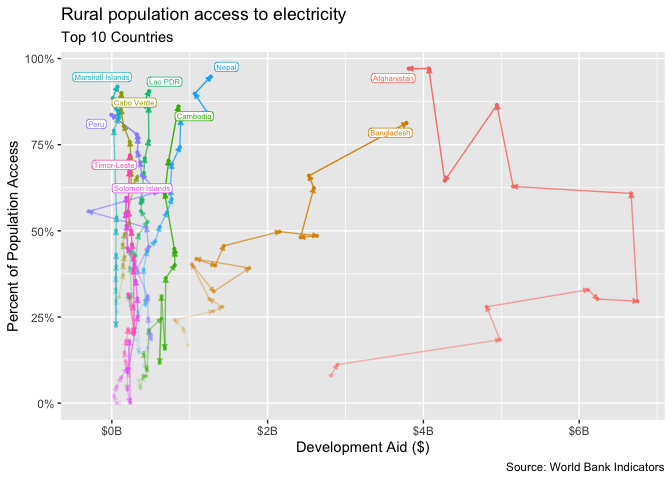 Rural population access to electricity
Top 10 Countries
100%
75%
50%
25%
0%
Percent of Population Access
Nepal
Marshall Islands
Lao PDR
Afghanistan
Cabo Verde
Cambodia
Peru
Bangladesh
Timor-Leste
Solomon Islands
$0B
$2B
$4B
$6B
Development Aid ($)
Source: World Bank Indicators